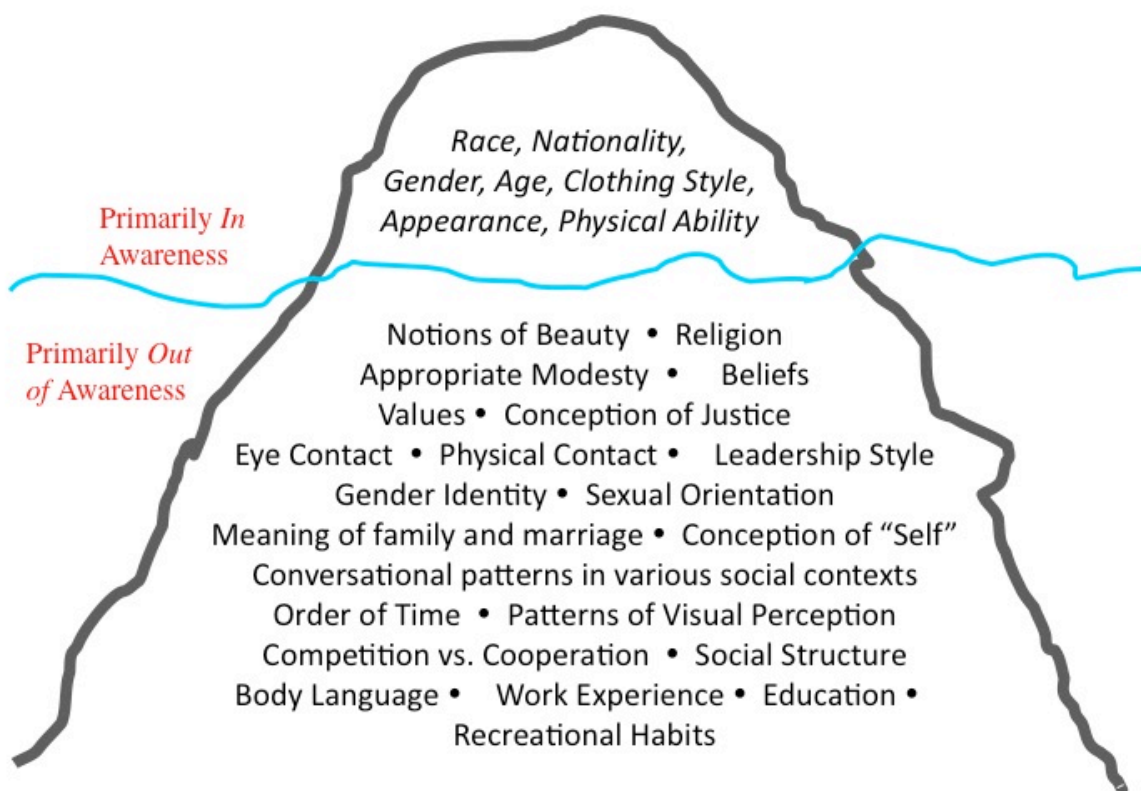 Race, Nationality,
Gender, Age, Clothing Style,
Appearance, Physical Ability
Primarily In
Awareness
Primarily Out
of Awareness
Notions of Beauty • Religion
Appropriate Modesty • Beliefs
Values • Conception of Justice
Eye Contact • Physical Contact • Leadership Style
Gender Identity • Sexual Orientation
Meaning of family and marriage • Conception of “Self”
Conversational patterns in various social contexts
Order of Time • Patterns of Visual Perception
Competition vs. Cooperation • Social Structure
Body Language • Work Experience • Education •
Recreational Habits